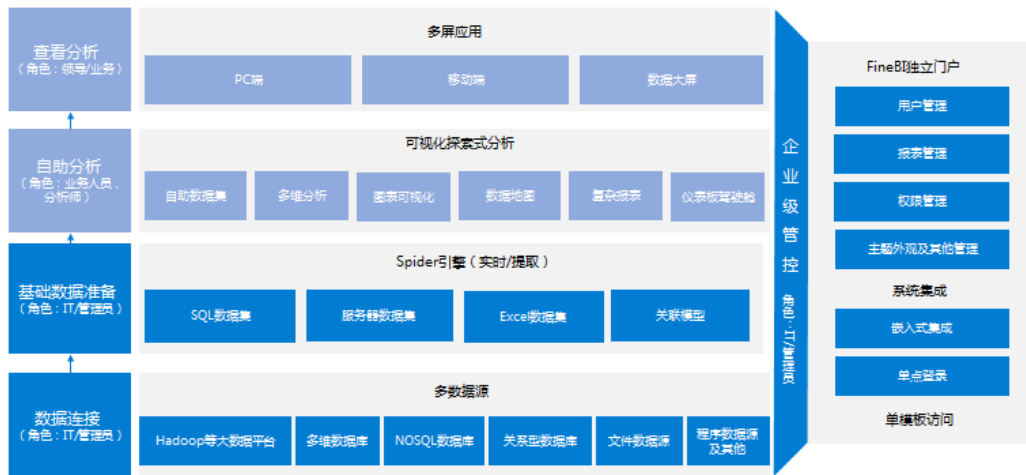 查看分析
（角色：领导/业务）
多屏应用
PC端
移动端
数据大屏
自助分析
（角色：业务人员，
分析师）
可视化探索式分析
自助数据集
多维分析
图表可视化
数据地图
复杂报表
仪表板驾驶舱
基础数据准备
（角色：IT/管理员）
Spider引擎（实时/提取）
SQL数据集
服务器数据集
Excel数据集
关联模型
数据连接
（角色：IT/管理员）
多数据源
Hadoop等大数据平台
多维数据库
NOSQL数据库
关系型数据库
文件数据源
程序数据源
及其他
企业级管控
角色：IT/管理员
FineBI独立门户
用户管理
报表管理
权限管理
主题外观及其他管理
系统集成
嵌入式集成
单点登录
单模板访问